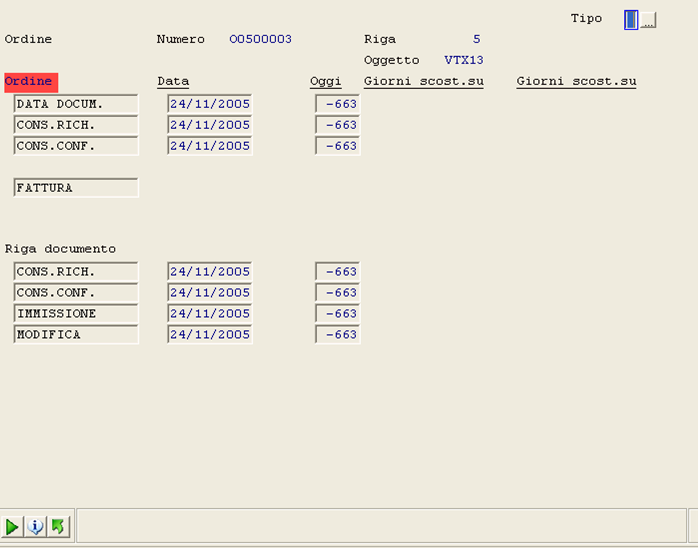 Tipo ...
Ordine Numero O0500003 Riga 5
Oggetto VTX13
Ordine Data Oggi Giorni scost.su Giorni scost.su
DATA DOCUM. 24/11/2005 -663
CONS.RICH. 24/11/2005 -663
CONS.CONF. 24/11/2005 -663
FATTURA
Riga documento
CONS.RICH. 24/11/2005 -663
CONS.CONF. 24/11/2005 -663
IMMISSIONE 24/11/2005 -663
MODIFICA 24/11/2005 -663